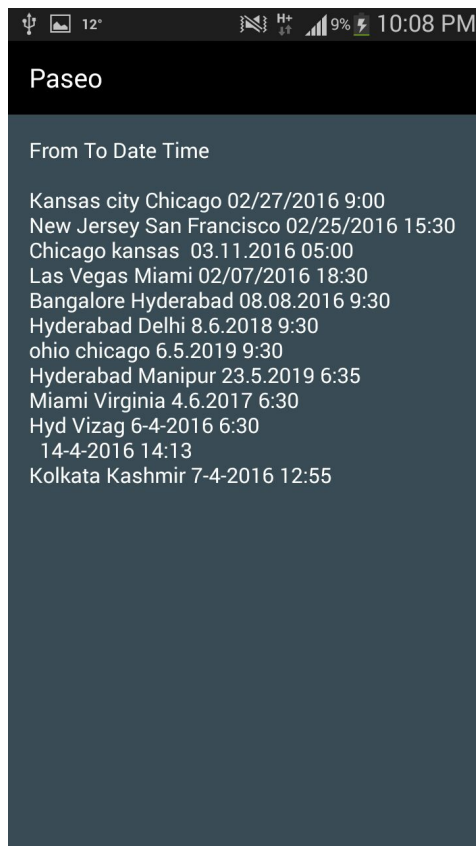 12° H+ 9% 10:08 PM
Paseo
From To Date Time
Kansas city Chicago 02/27/2016 9:00
New Jersey San Francisco 02/25/2016 15:30
Chicago kansas  03.11.2016 05:00
Las Vegas Miami 02/07/2016 18:30
Bangalore Hyderabad 08.08.2016 9:30
Hyderabad Delhi 8.6.2018 9:30
ohio chicago 6.5.2019 9:30
Hyderabad Manipur 23.5.2019 6:35
Miami Virginia 4.6.2017 6:30
Hyd Vizag 6-4-2016 6:30
14-4-2016 14:13
Kolkata Kashmir 7-4-2016 12:55